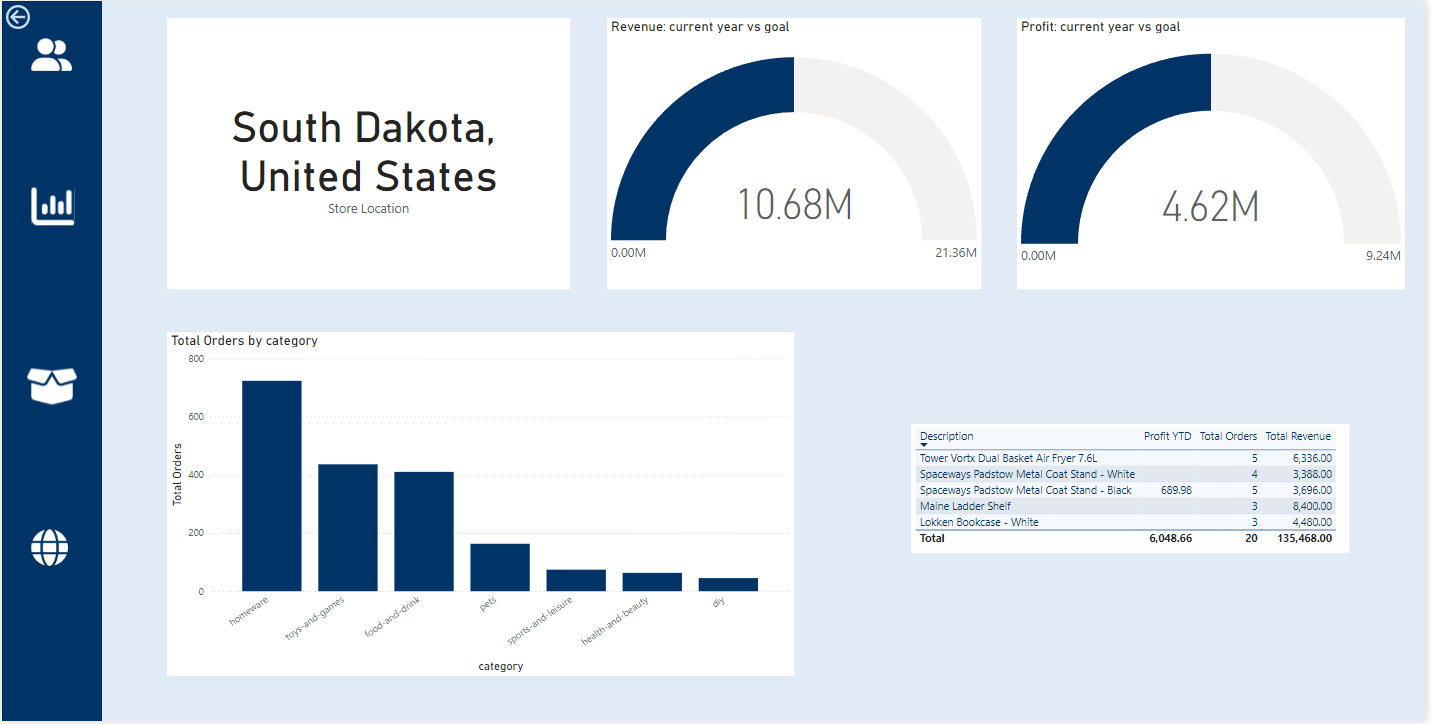 South Dakota,
United States
Store Location
Revenue: current year vs goal
10.68M
0.00M 21.36M
Profit: current year vs goal
4.62M
0.00M 9.24M
Total Orders by category
Total Orders
800
600
400
200
0
homeware toys-and-games food-and-drink pets sports-and-leisure health-and-beauty diy
category
Description Profit YTD Total Orders Total Revenue
Tower Vortx Dual Basket Air Fryer 7.6L 5 6,336.00
Spaceways Padstow Metal Coat Stand - White 4 3,388.00
Spaceways Padstow Metal Coat Stand - Black 689.98 5 3,696.00
Maine Ladder Shelf 3 8,400.00
Lokken Bookcase - White 3 4,480.00
Total 6,048.66 20 135,468.00